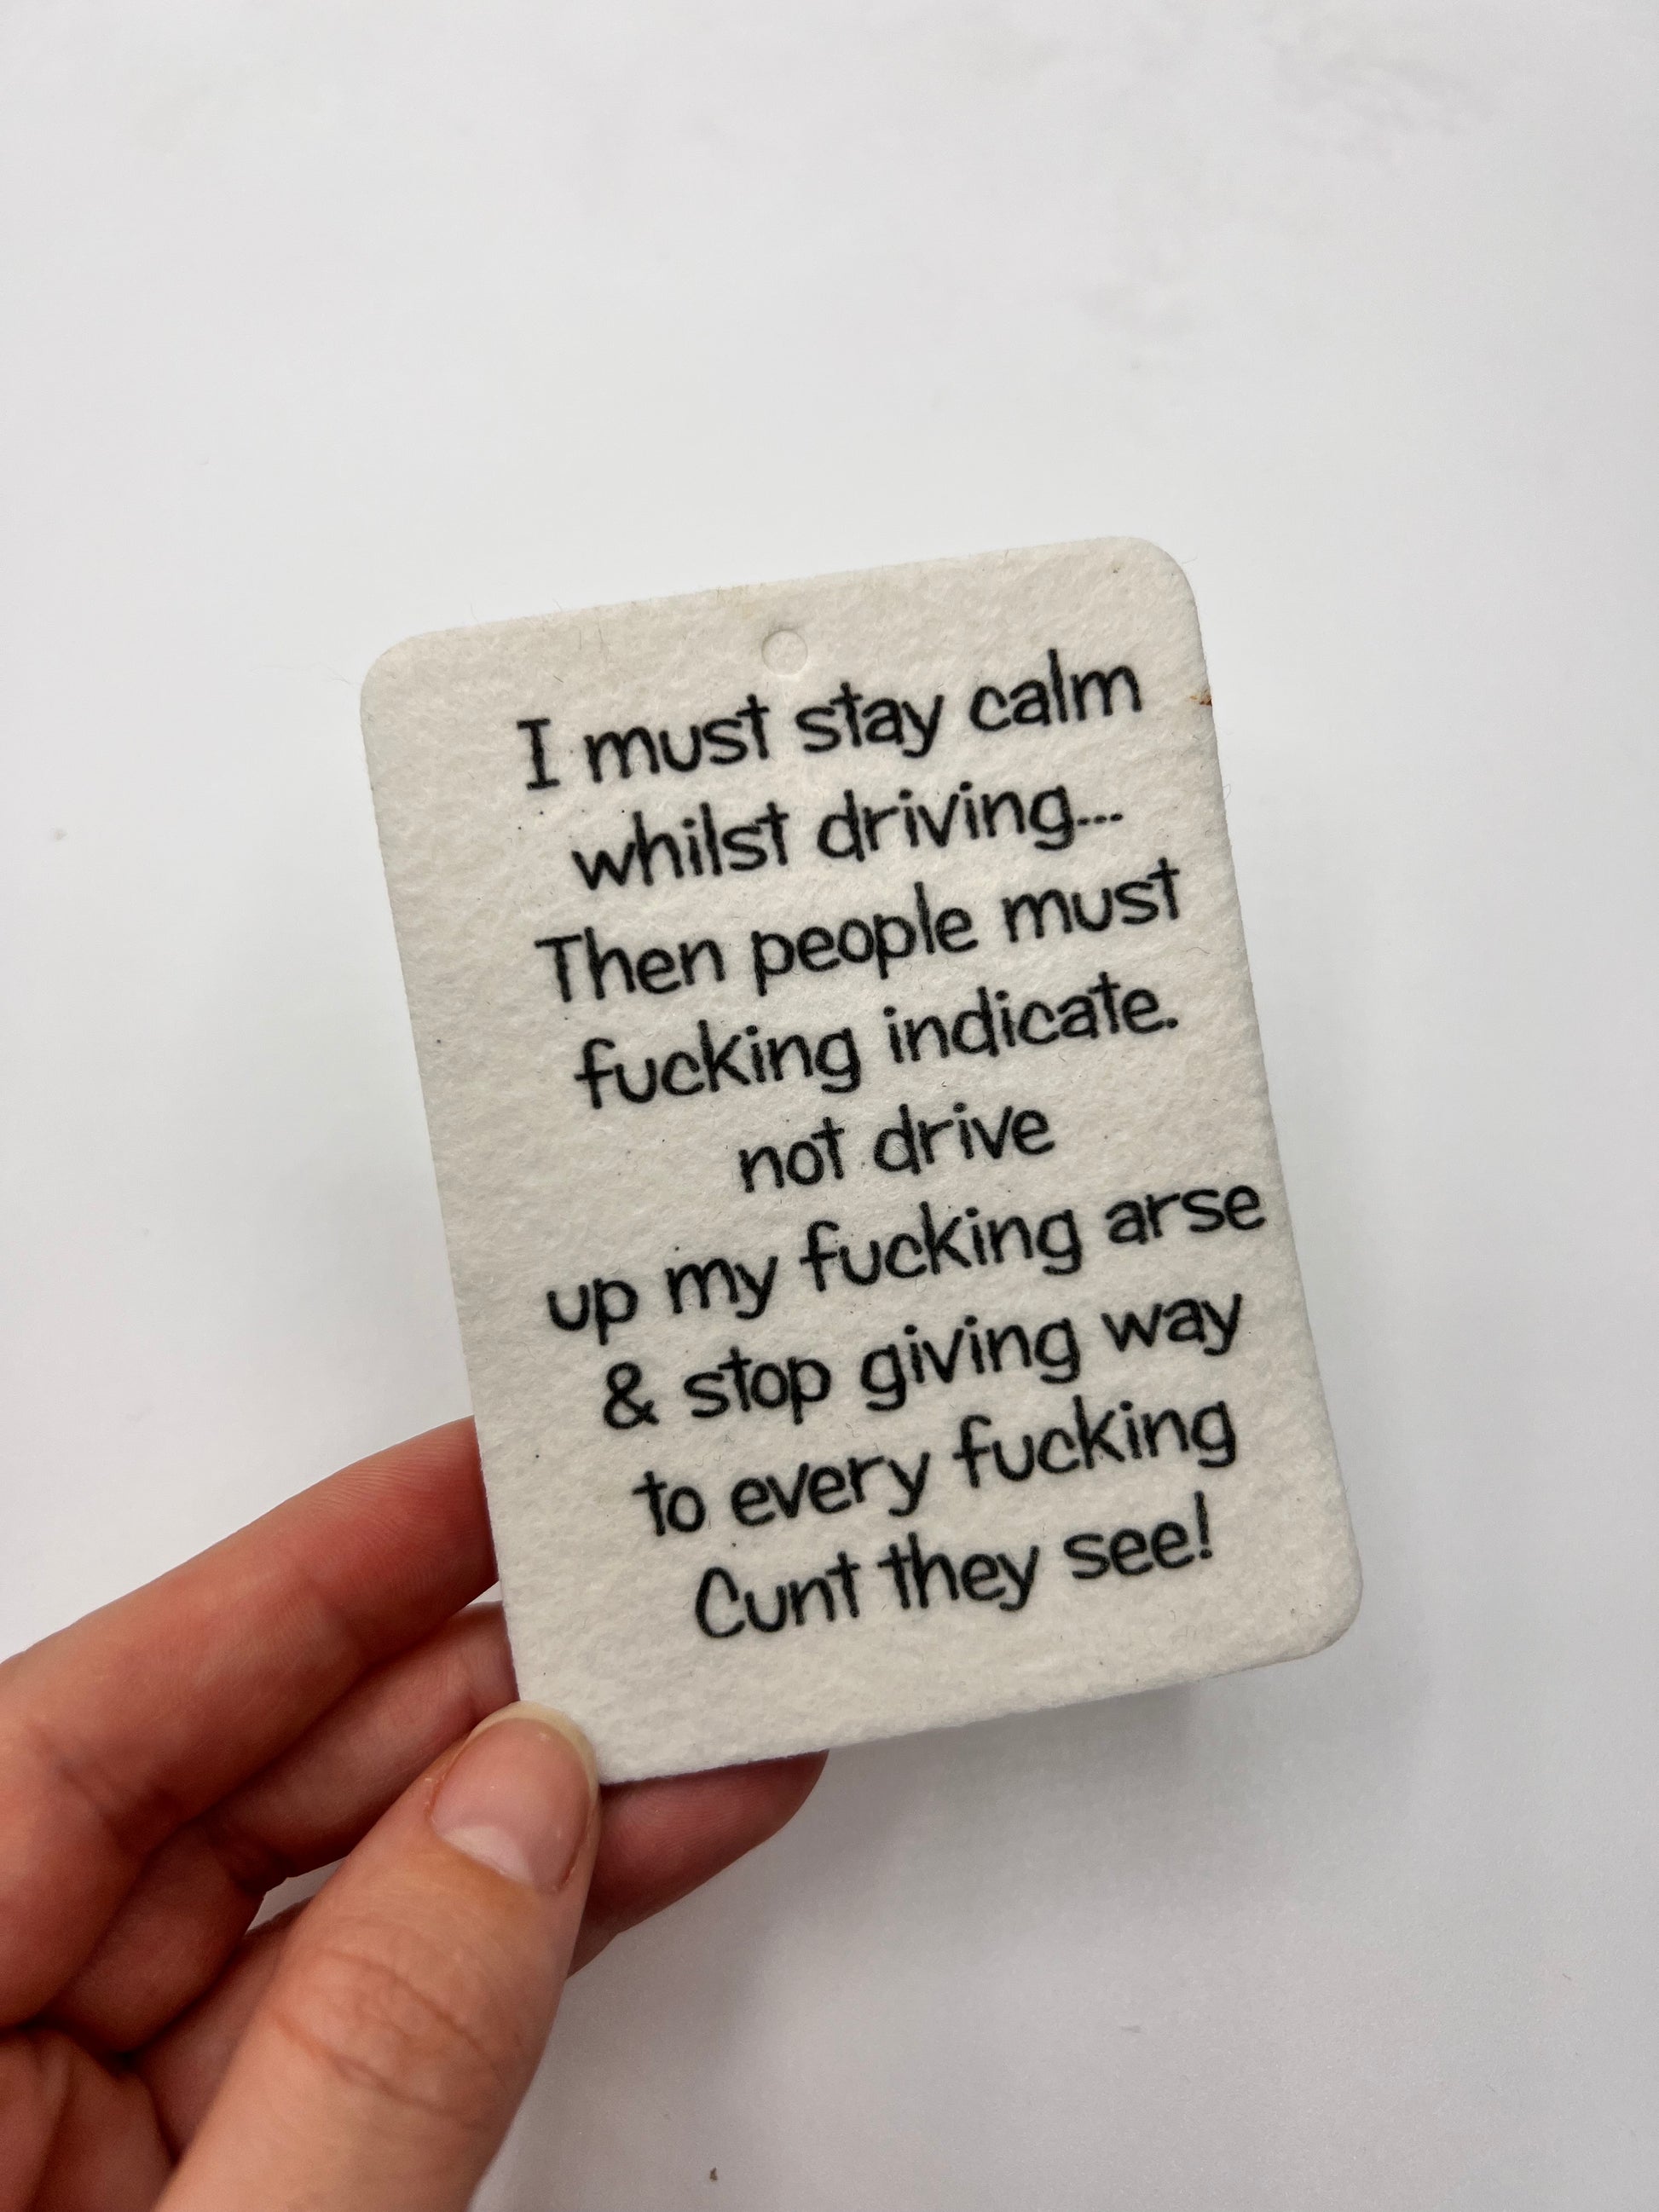 I must stay calm
whilst driving...
Then people must
fucking indicate.
not drive
up my fucking arse
& stop giving way
to every fucking
Cunt they see!